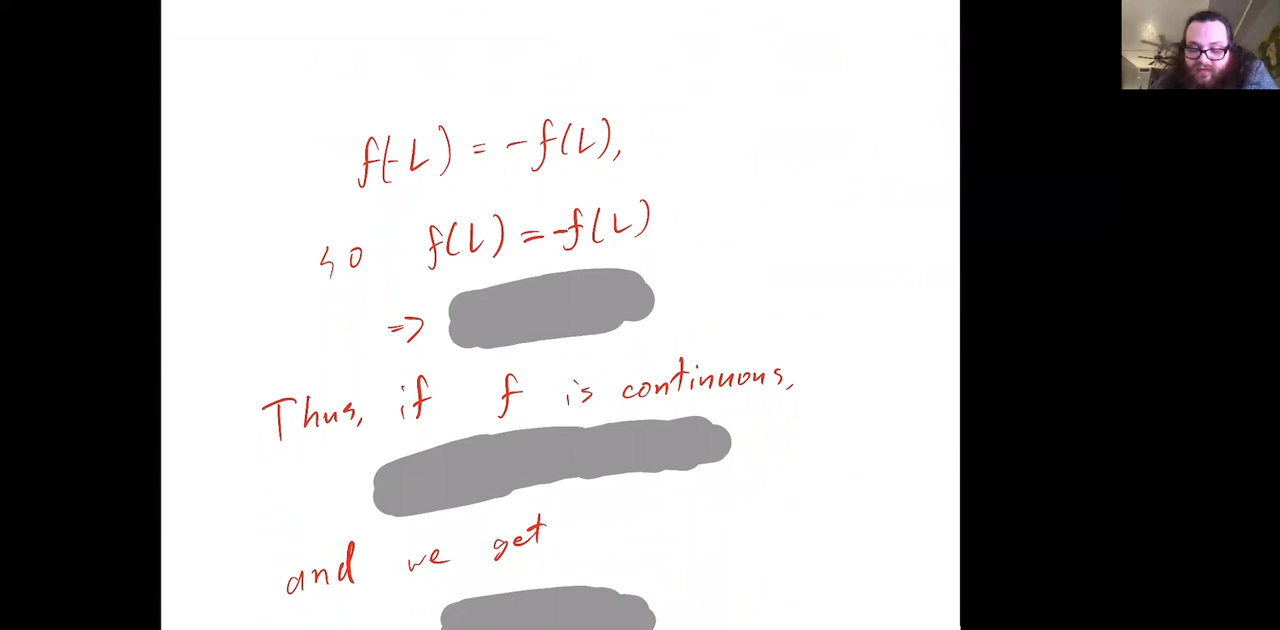 f(-L) = -f(L),
so f(L) = -f(L)
=>
Thus, if f is continuous,
and we get